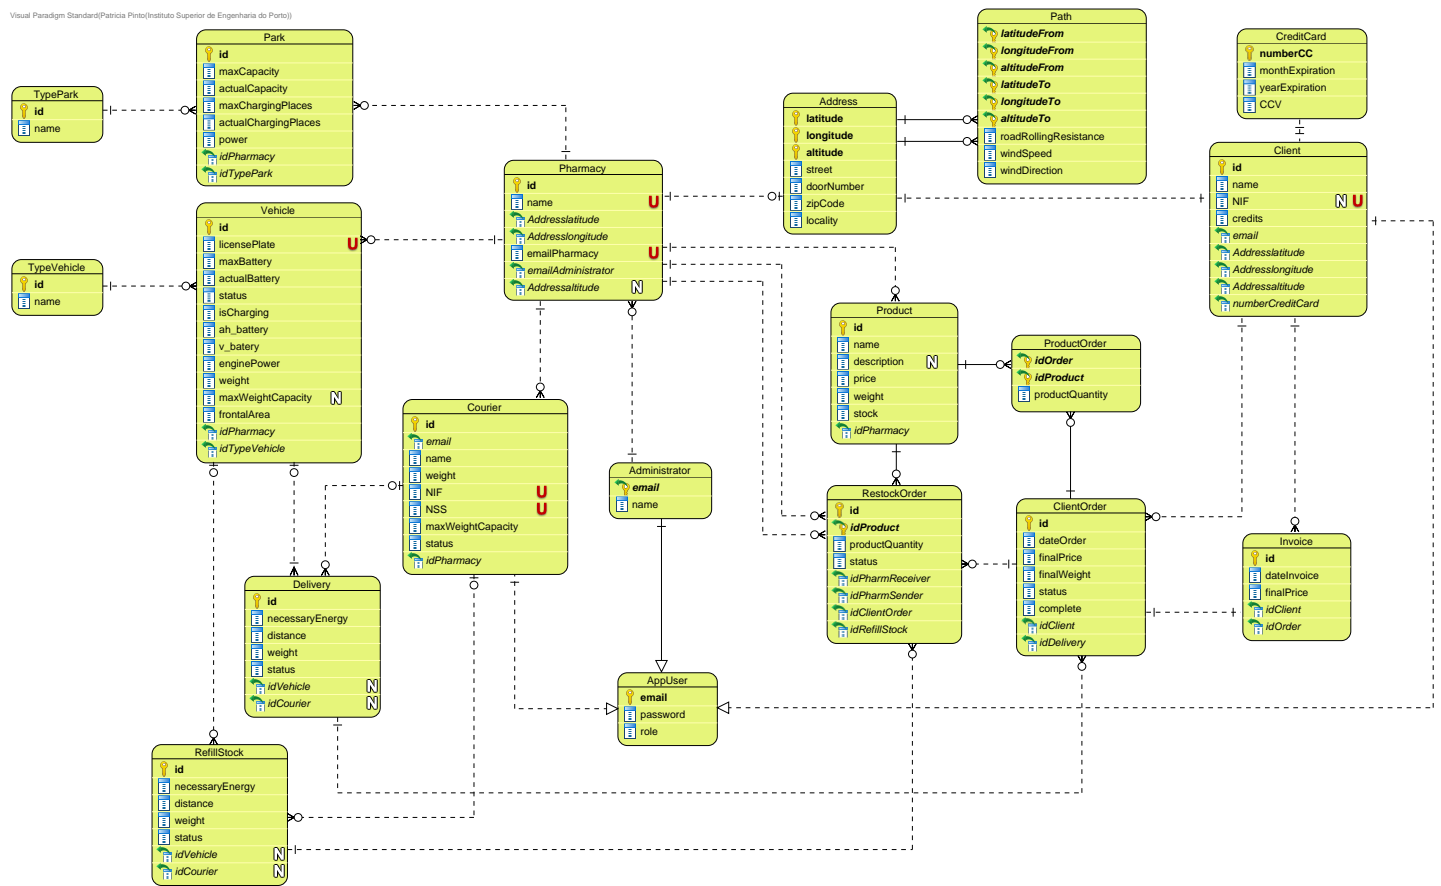 Visual Paradigm Standard(Patricia Pinto(Instituto Superior de Engenharia do Porto))
Park
id
maxCapacity
actualCapacity
maxChargingPlaces
actualChargingPlaces
power
idPharmacy
idTypePark
TypePark
id
name
Vehicle
id
licensePlate U
maxBattery
actualBattery
status
isCharging
ah_battery
v_batery
enginePower
weight
maxWeightCapacity N
frontalArea
idPharmacy
idTypeVehicle
TypeVehicle
id
name
Pharmacy
id
name U
Addresslatitude
Addresslongitude
emailPharmacy U
emailAdministrator
Addressaltitude N
Address
latitude
longitude
altitude
street
doorNumber
zipCode
locality
Path
latitudeFrom
longitudeFrom
altitudeFrom
latitudeTo
longitudeTo
altitudeTo
roadRollingResistance
windSpeed
windDirection
CreditCard
numberCC
monthExpiration
yearExpiration
CCV
Client
id
name
NIF N U
credits
email
Addresslatitude
Addresslongitude
Addressaltitude
numberCreditCard
Product
id
name
description N
price
weight
stock
idPharmacy
ProductOrder
idOrder
idProduct
productQuantity
Courier
id
email
name
weight
NIF U
NSS U
maxWeightCapacity
status
idPharmacy
Administrator
email
name
RestockOrder
id
idProduct
productQuantity
status
idPharmReceiver
idPharmSender
idClientOrder
idRefillStock
ClientOrder
id
dateOrder
finalPrice
finalWeight
status
complete
idClient
idDelivery
Invoice
id
dateInvoice
finalPrice
idClient
idOrder
Delivery
id
necessaryEnergy
distance
weight
status
idVehicle N
idCourier N
AppUser
email
password
role
RefillStock
id
necessaryEnergy
distance
weight
status
idVehicle N
idCourier N